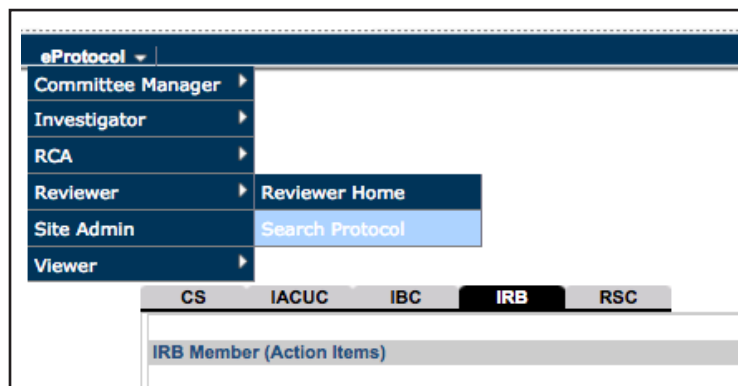 eProtocol
Committee Manager
Investigator
RCA
Reviewer
Reviewer Home
Site Admin
Search Protocol
Viewer
CS IACUC IBC IRB RSC
IRB Member (Action Items)